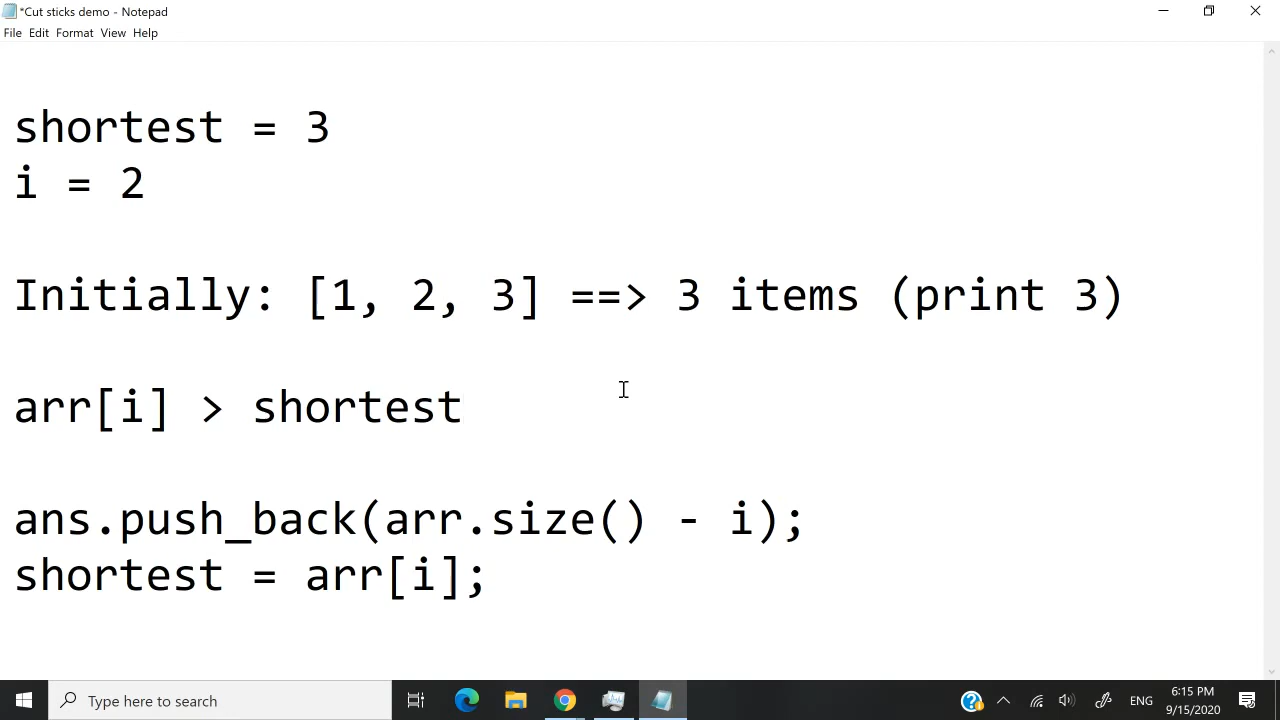 *Cut sticks demo - Notepad
File Edit Format View Help
shortest = 3
i = 2
Initially: [1, 2, 3] ==> 3 items (print 3)
arr[i] > shortest
ans.push_back(arr.size() - i);
shortest = arr[i];
Type here to search
ENG
6:15 PM
9/15/2020